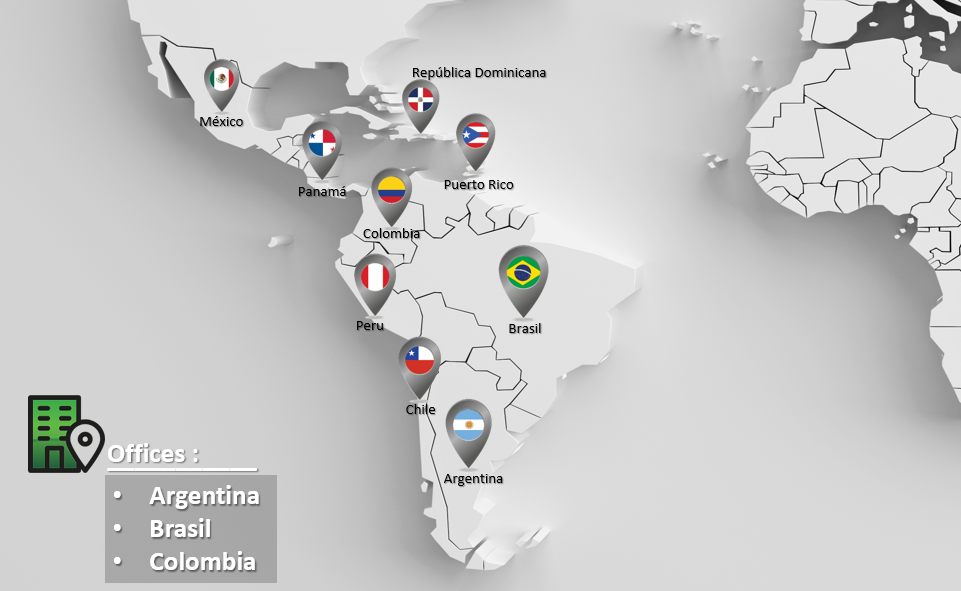 República Dominicana
México
Panamá
Puerto Rico
Colombia
Peru
Brasil
Chile
Argentina
Offices :
• Argentina
• Brasil
• Colombia